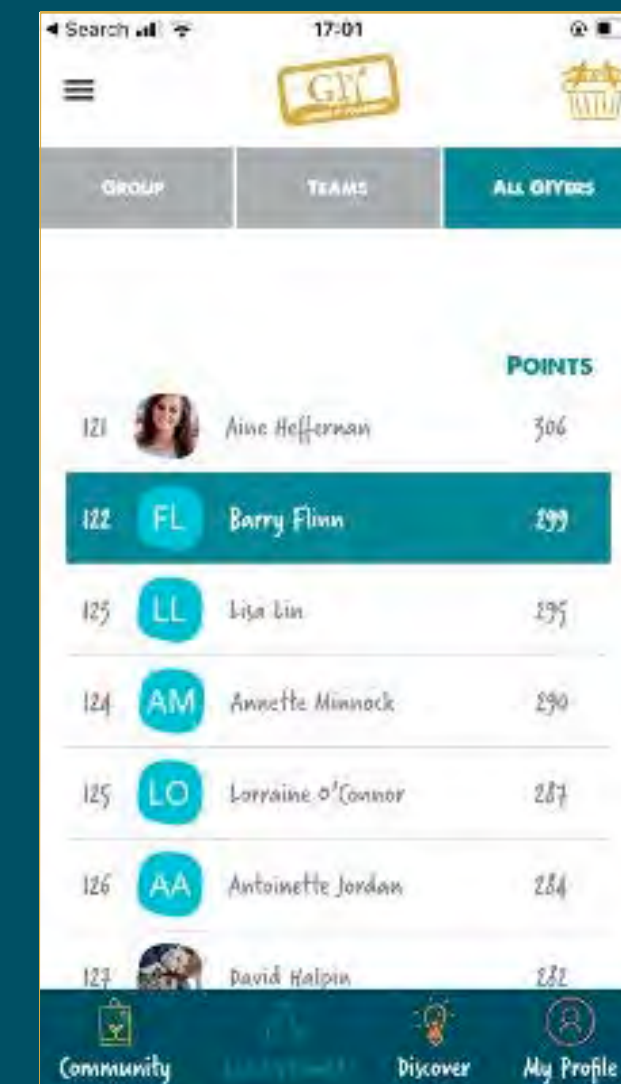 Search
17:01
GIY
GROUP TEAMS ALL GIYERS
POINTS
121 Aine Heffernan 306
122 FL Barry Flinn 299
123 LL Lisa Lin 295
124 AM Annette Minnock 290
125 LO Lorraine O'Connor 287
126 AA Antoinette Jordan 284
127 David Halpin 282
Community Discover My Profile